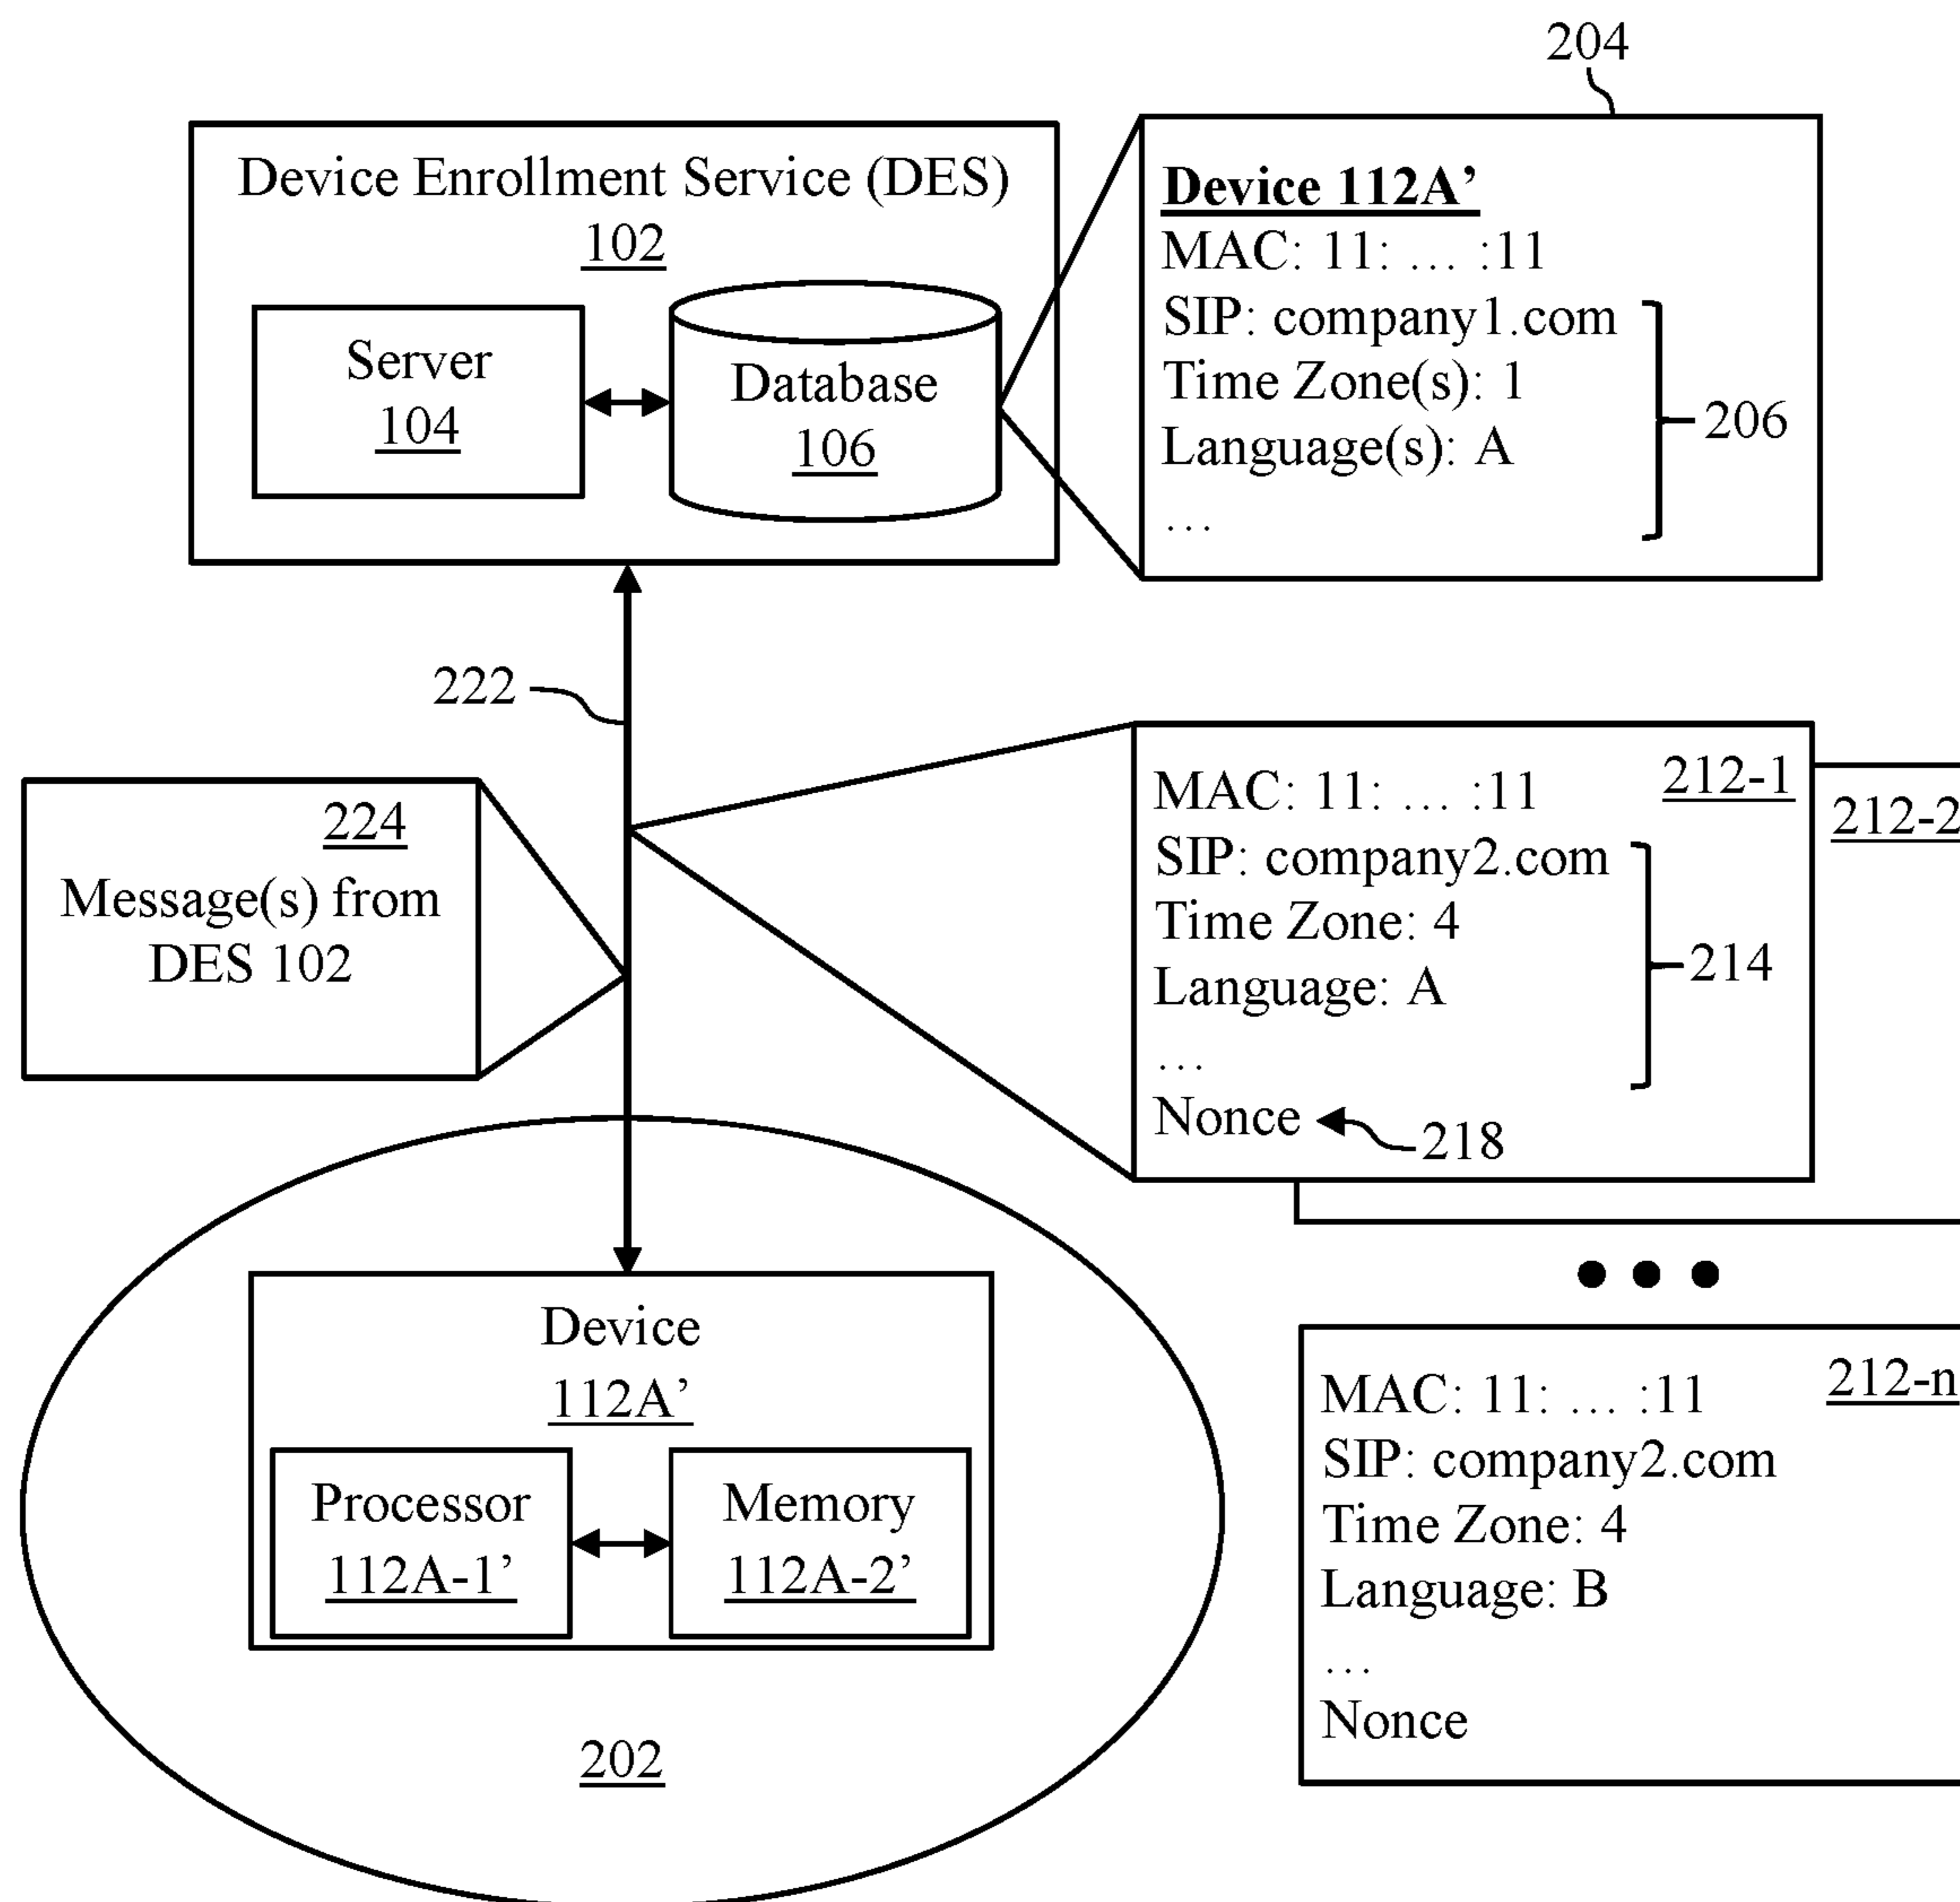 204
Device Enrollment Service (DES)
102
Server
104
Database
106
Device 112A’
MAC: 11: … :11
SIP: company1.com
Time Zone(s): 1
Language(s): A
…
206
222
224
Message(s) from
DES 102
212-1
MAC: 11: … :11
SIP: company2.com
Time Zone: 4
Language: A
…
Nonce
214
218
212-2
Device
112A’
Processor
112A-1’
Memory
112A-2’
202
212-n
MAC: 11: … :11
SIP: company2.com
Time Zone: 4
Language: B
…
Nonce